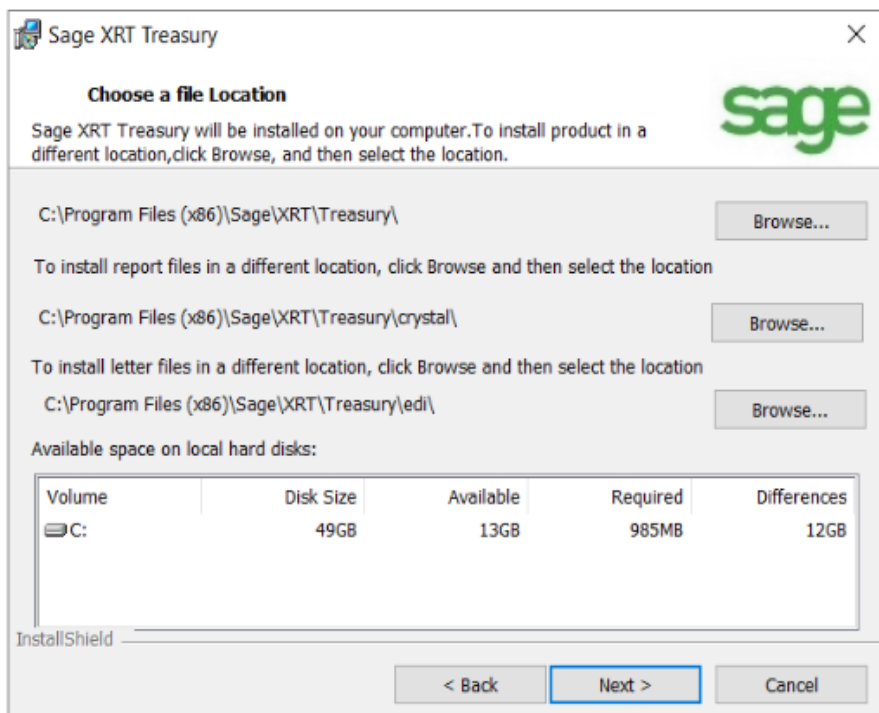 Sage XRT Treasury
Choose a file Location
Sage XRT Treasury will be installed on your computer.To install product in a
different location,click Browse, and then select the location.
sage
C:\Program Files (x86)\Sage\XRT\Treasury\
Browse...
To install report files in a different location, click Browse and then select the location
C:\Program Files (x86)\Sage\XRT\Treasury\crystal\
Browse...
To install letter files in a different location, click Browse and then select the location
C:\Program Files (x86)\Sage\XRT\Treasury\edi\
Browse...
Available space on local hard disks:
Volume Disk Size Available Required Differences
C: 49GB 13GB 985MB 12GB
InstallShield
< Back Next > Cancel